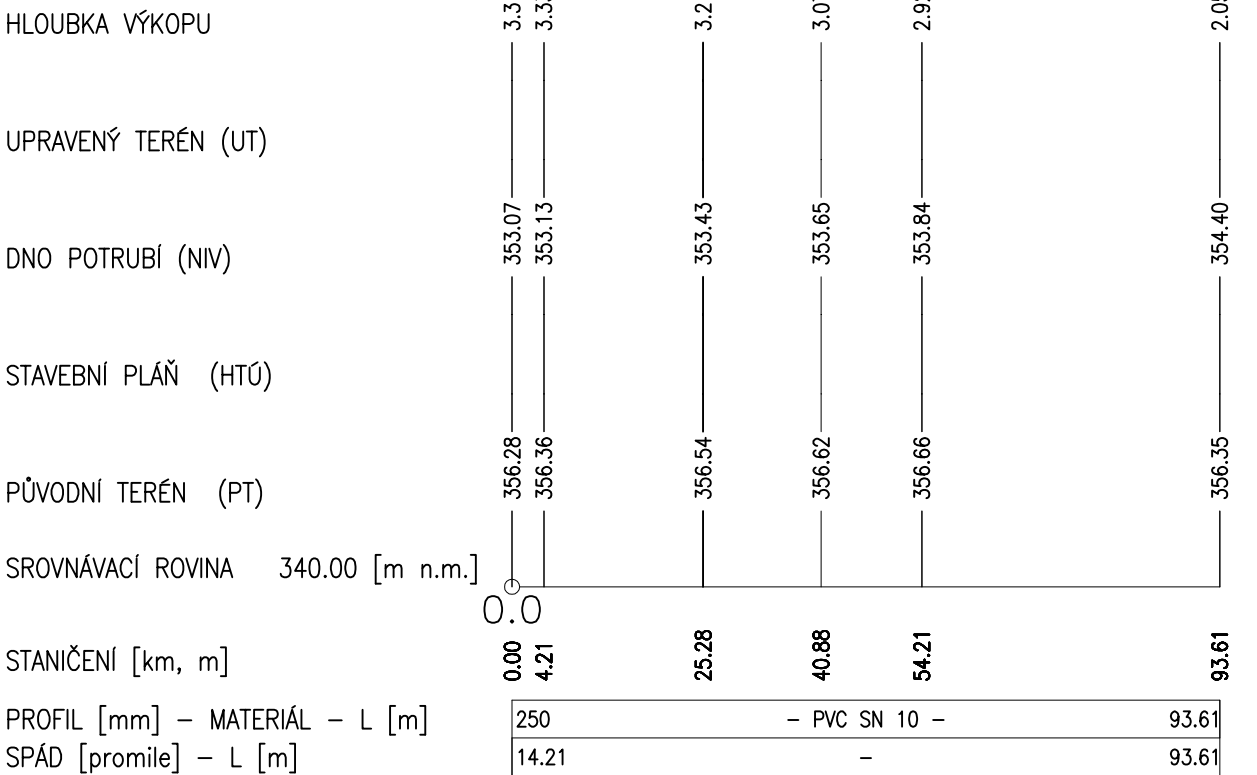 HLOUBKA VÝKOPU
UPRAVENÝ TERÉN (UT)
DNO POTRUBÍ (NIV) 353.07 353.13 353.43 353.65 353.84 354.40
STAVEBNÍ PLÁŇ (HTÚ)
PŮVODNÍ TERÉN (PT) 356.28 356.36 356.54 356.62 356.66 356.35
SROVNÁVACÍ ROVINA 340.00 [m n.m.]
0.0
STANIČENÍ [km, m] 0.00 4.21 25.28 40.88 54.21 93.61
PROFIL [mm] – MATERIÁL – L [m] 250 – PVC SN 10 – 93.61
SPÁD [promile] – L [m] 14.21 – 93.61